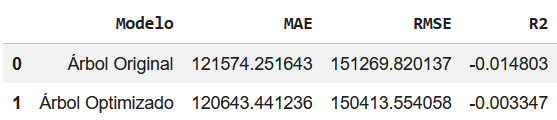 Modelo MAE RMSE R2
0 Árbol Original 121574.251643 151269.820137 -0.014803
1 Árbol Optimizado 120643.441236 150413.554058 -0.003347